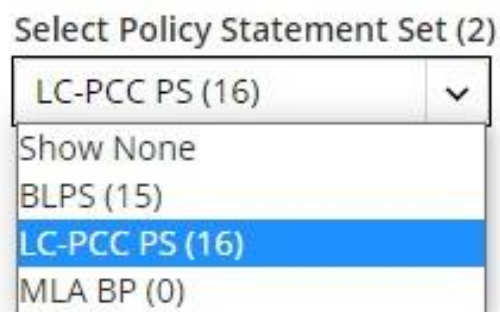 Select Policy Statement Set (2)
LC-PCC PS (16)
Show None
BLPS (15)
LC-PCC PS (16)
MLA BP (0)